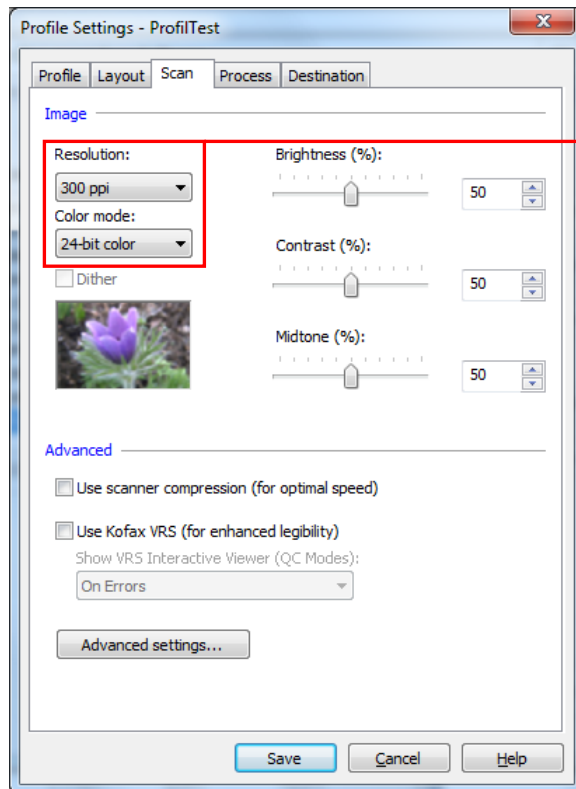 Profile Settings - ProfilTest
Profile Layout Scan Process Destination
Image
Resolution:
300 ppi
Color mode:
24-bit color
Dither
Brightness (%):
50
Contrast (%):
50
Midtone (%):
50
Advanced
Use scanner compression (for optimal speed)
Use Kofax VRS (for enhanced legibility)
Show VRS Interactive Viewer (QC Modes):
On Errors
Advanced settings...
Save Cancel Help